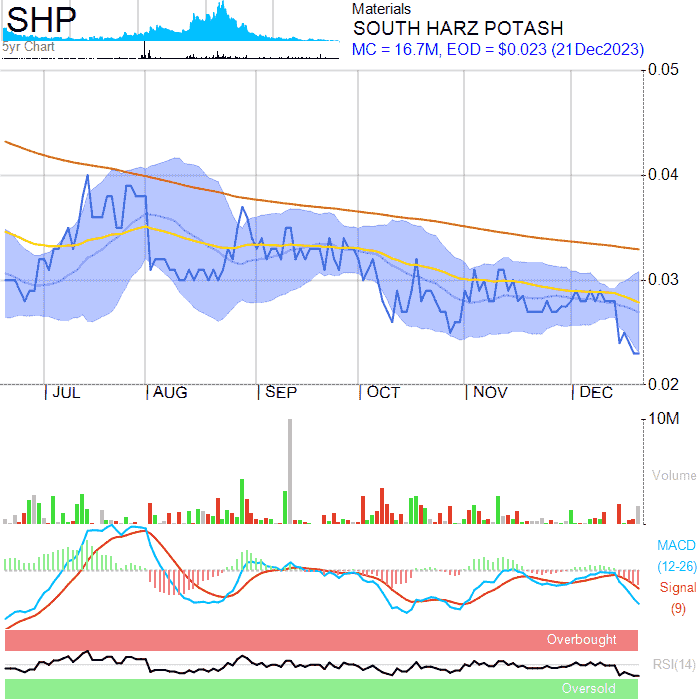 SHP
5yr Chart
Materials
SOUTH HARZ POTASH
MC = 16.7M, EOD = $0.023 (21Dec2023)
0.05
0.04
0.03
0.02
JUL AUG SEP OCT NOV DEC
10M
Volume
MACD
(12-26)
Signal
(9)
Overbought
RSI(14)
Oversold